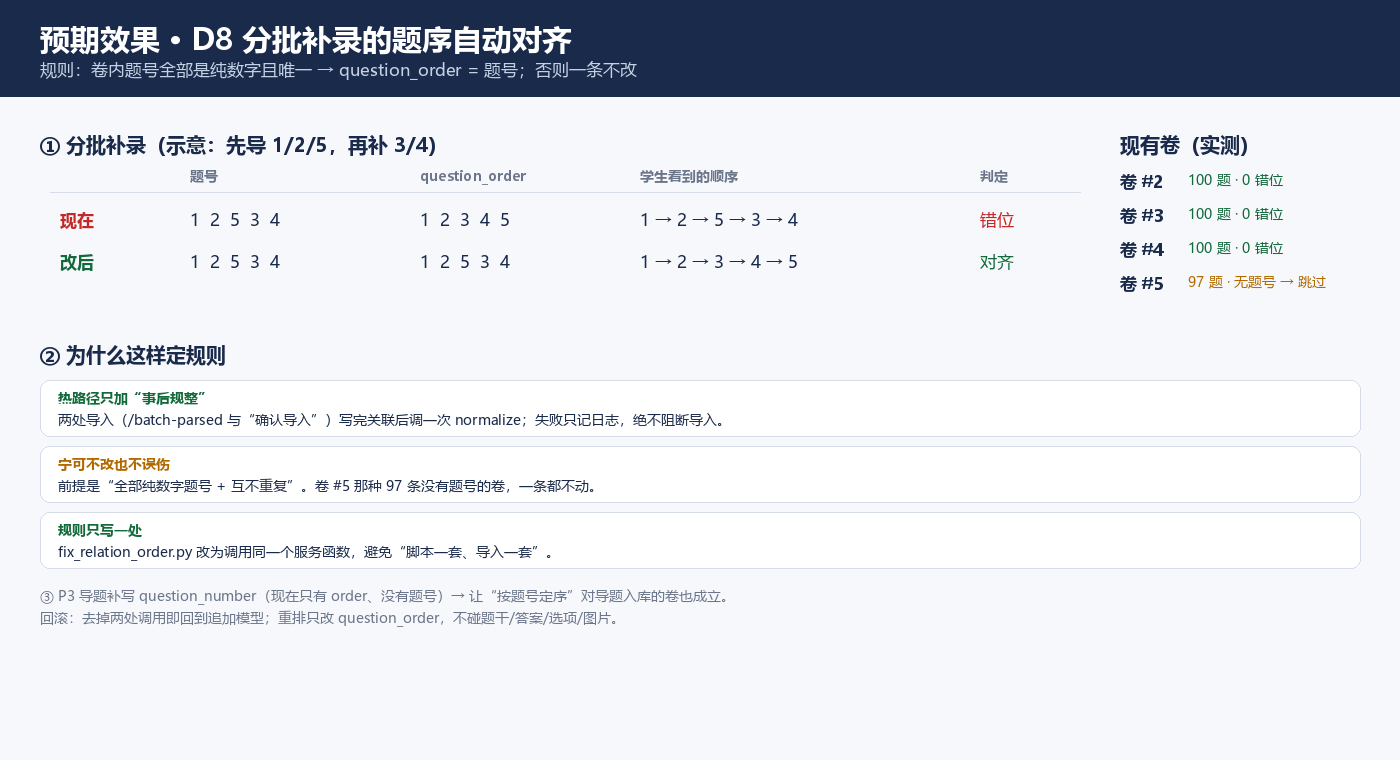 预期效果 • D8 分批补录的题序自动对齐
规则：卷内题号全部是纯数字且唯一 → question_order = 题号；否则一条不改
① 分批补录（示意：先导 1/2/5，再补 3/4）
题号 question_order 学生看到的顺序 判定
现在 1 2 5 3 4 1 2 3 4 5 1 → 2 → 5 → 3 → 4 错位
改后 1 2 5 3 4 1 2 5 3 4 1 → 2 → 3 → 4 → 5 对齐
现有卷（实测）
卷 #2 100 题 · 0 错位
卷 #3 100 题 · 0 错位
卷 #4 100 题 · 0 错位
卷 #5 97 题 · 无题号 → 跳过
② 为什么这样定规则
热路径只加“事后规整”
两处导入（/batch-parsed 与“确认导入”）写完关联后调一次 normalize；失败只记日志，绝不阻断导入。
宁可不改也不误伤
前提是“全部纯数字题号 + 互不重复”。卷 #5 那种 97 条没有题号的卷，一条都不动。
规则只写一处
fix_relation_order.py 改为调用同一个服务函数，避免“脚本一套、导入一套”。
③ P3 导题补写 question_number（现在只有 order、没有题号）→ 让“按题号定序”对导题入库的卷也成立。
回滚：去掉两处调用即回到追加模型；重排只改 question_order，不碰题干/答案/选项/图片。